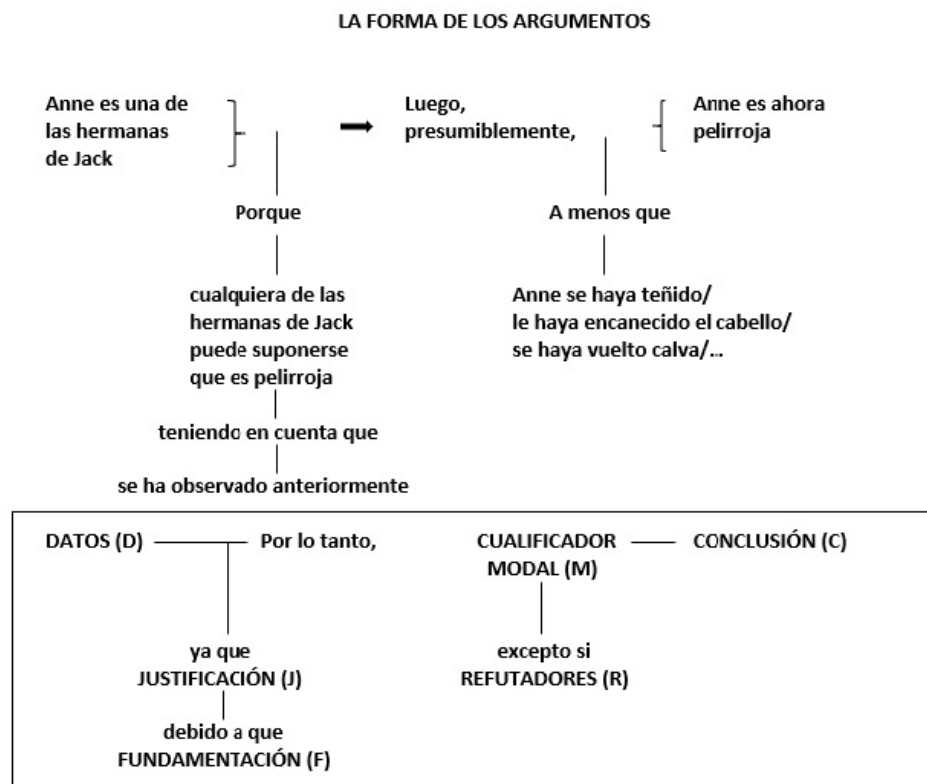 LA FORMA DE LOS ARGUMENTOS
Anne es una de
las hermanas
de Jack
Luego,
presumiblemente,
Anne es ahora
pelirroja
Porque
A menos que
cualquiera de las
hermanas de Jack
puede suponerse
que es pelirroja
Anne se haya teñido/
le haya encanecido el cabello/
se haya vuelto calva/...
teniendo en cuenta que
se ha observado anteriormente
DATOS (D)
Por lo tanto,
CUALIFICADOR
MODAL (M)
CONCLUSIÓN (C)
ya que
JUSTIFICACIÓN (J)
excepto si
REFUTADORES (R)
debido a que
FUNDAMENTACIÓN (F)